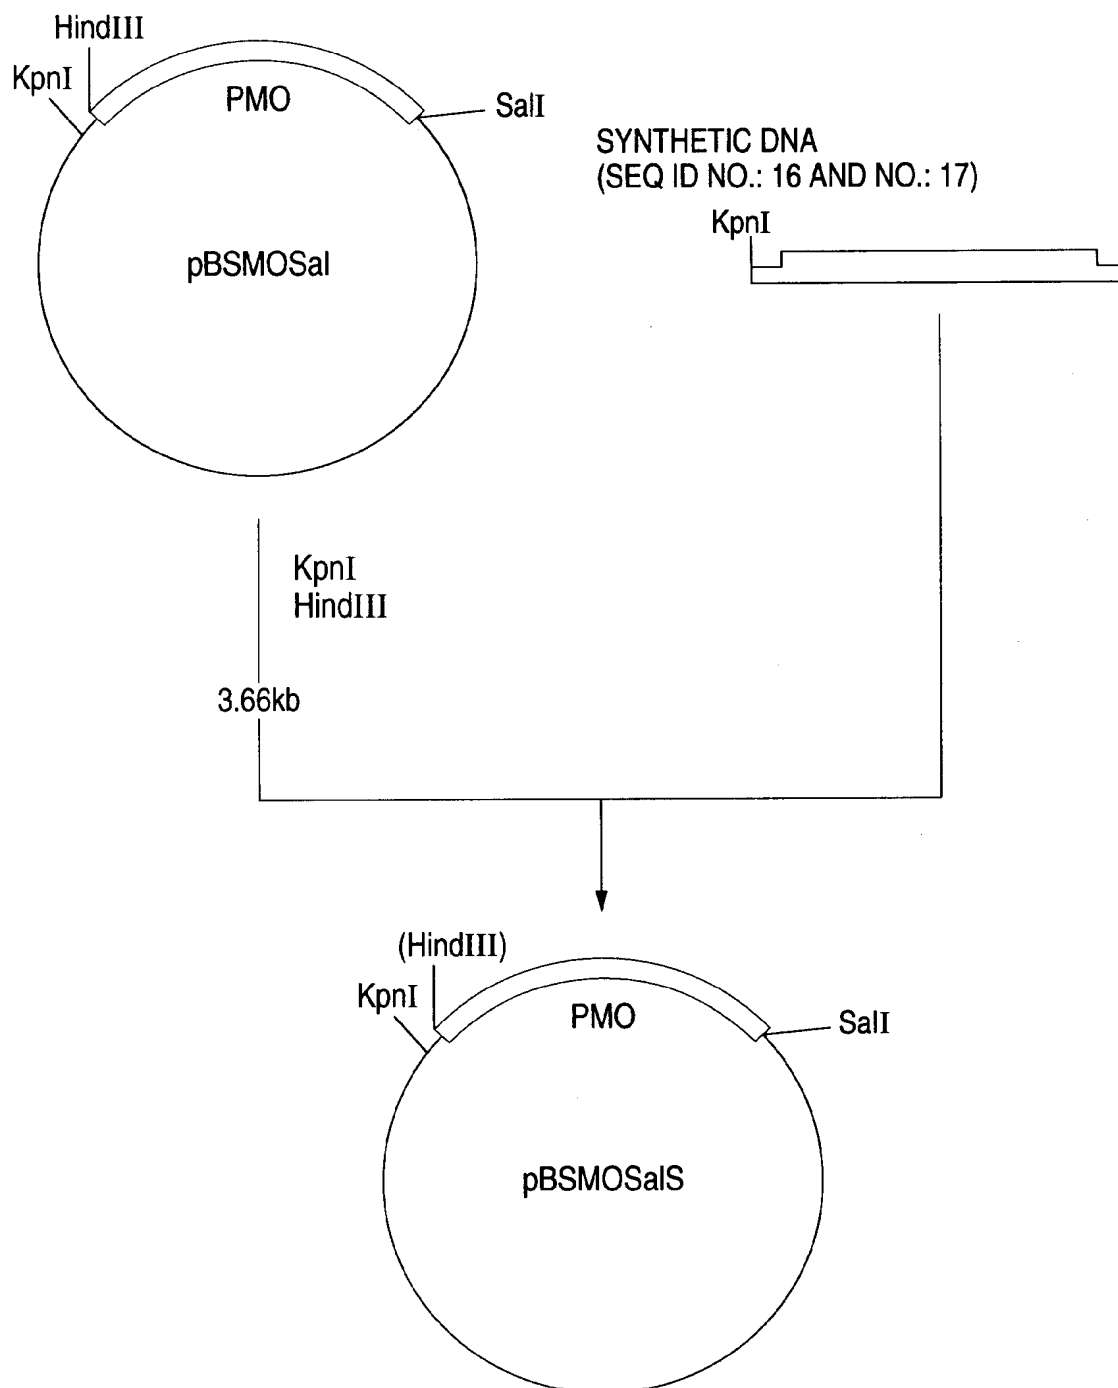 HindIII
KpnI
PMO
SalI
pBSMOSal
SYNTHETIC DNA
(SEQ ID NO.: 16 AND NO.: 17)
KpnI
KpnI
HindIII
3.66kb
(HindIII)
KpnI
PMO
SalI
pBSMOSalS